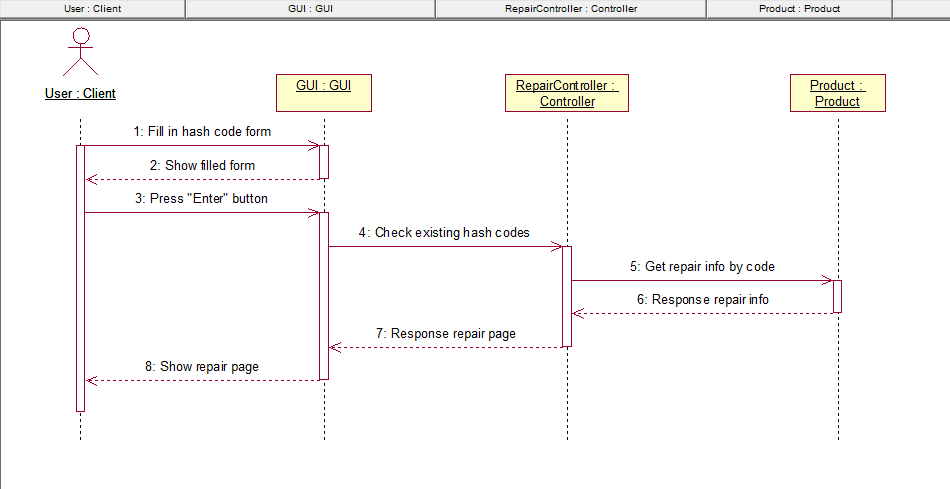 User : Client
GUI : GUI
RepairController : Controller
Product : Product
User : Client
GUI : GUI
RepairController :
Controller
Product :
Product
1: Fill in hash code form
2: Show filled form
3: Press "Enter" button
4: Check existing hash codes
5: Get repair info by code
6: Response repair info
7: Response repair page
8: Show repair page